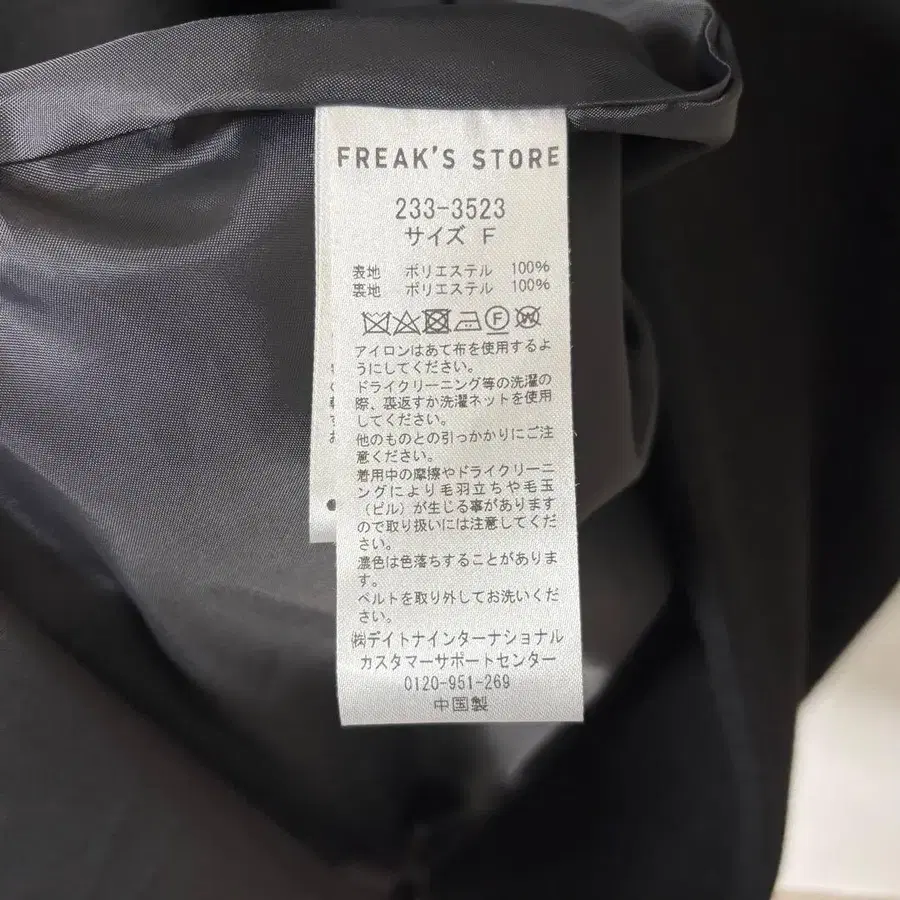 FREAK'S STORE
233-3523
サイズ F
表地 ポリエステル 100%
裏地 ポリエステル 100%
アイロンはあて布を使用するよ
うにしてください。
ドライクリーニング等の洗濯の
際、裏返すか洗濯ネットを使用
してください。
他のものとの引っかかりにご注
意ください。
着用中の摩擦やドライクリーニ
ングにより毛羽立ちや毛玉
(ピル)が生じる事があります
ので取り扱いには注意してくだ
さい。
濃色は色落ちすることがありま
す。
ベルトを取り外してお洗いくだ
さい。
㈱デイトナインターナショナル
カスタマーサポートセンター
0120-951-269
中国製